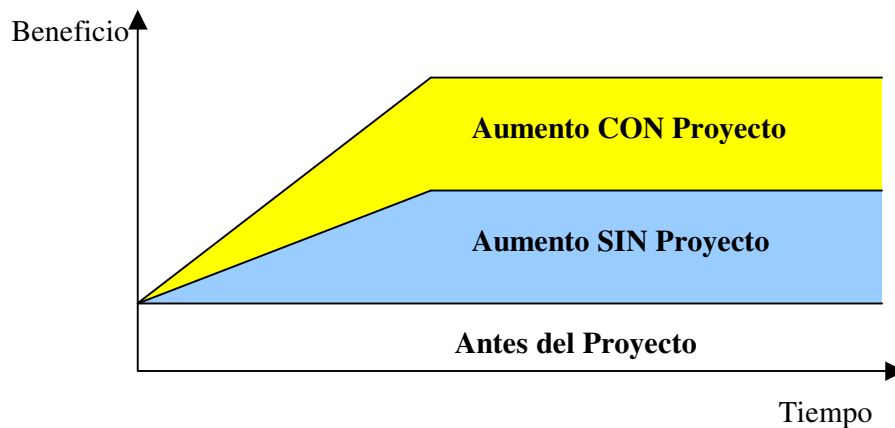 Beneficio
Aumento CON Proyecto
Aumento SIN Proyecto
Antes del Proyecto
Tiempo